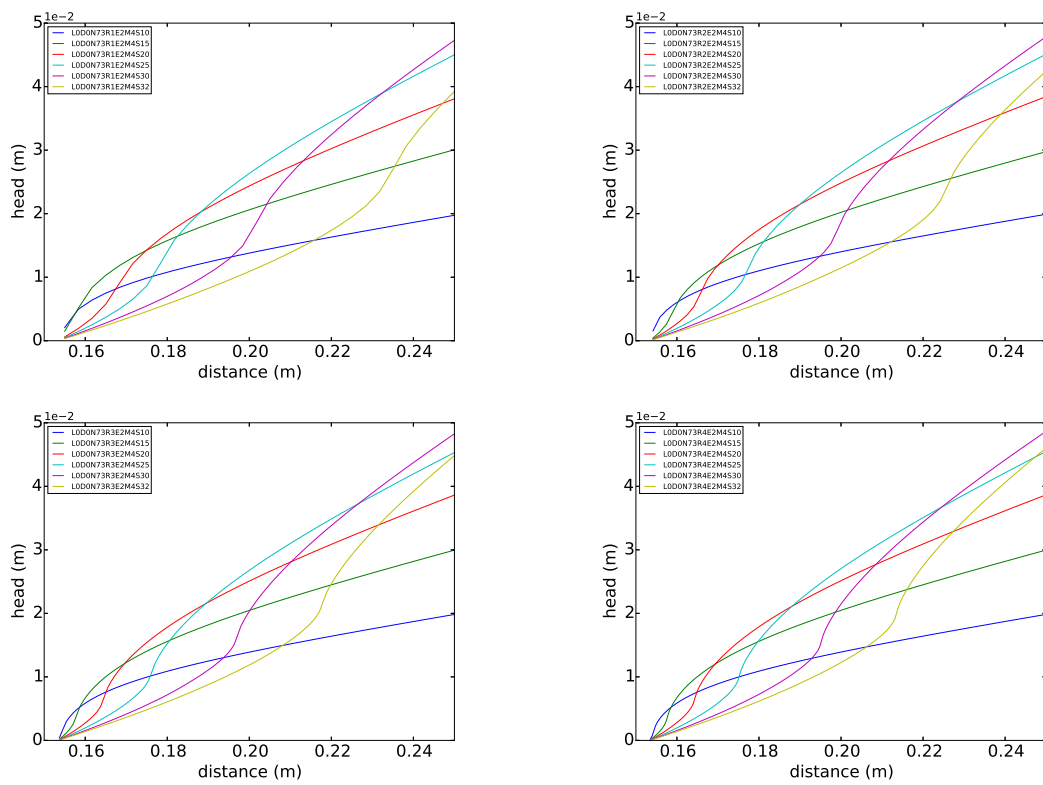 1e-2
L0D0N73R1E2M4S10
L0D0N73R1E2M4S15
L0D0N73R1E2M4S20
L0D0N73R1E2M4S25
L0D0N73R1E2M4S30
L0D0N73R1E2M4S32
5
4
3
2
1
0
head (m)
0.16 0.18 0.20 0.22 0.24
distance (m)
1e-2
L0D0N73R2E2M4S10
L0D0N73R2E2M4S15
L0D0N73R2E2M4S20
L0D0N73R2E2M4S25
L0D0N73R2E2M4S30
L0D0N73R2E2M4S32
5
4
3
2
1
0
head (m)
0.16 0.18 0.20 0.22 0.24
distance (m)
1e-2
L0D0N73R3E2M4S10
L0D0N73R3E2M4S15
L0D0N73R3E2M4S20
L0D0N73R3E2M4S25
L0D0N73R3E2M4S30
L0D0N73R3E2M4S32
5
4
3
2
1
0
head (m)
0.16 0.18 0.20 0.22 0.24
distance (m)
1e-2
L0D0N73R4E2M4S10
L0D0N73R4E2M4S15
L0D0N73R4E2M4S20
L0D0N73R4E2M4S25
L0D0N73R4E2M4S30
L0D0N73R4E2M4S32
5
4
3
2
1
0
head (m)
0.16 0.18 0.20 0.22 0.24
distance (m)